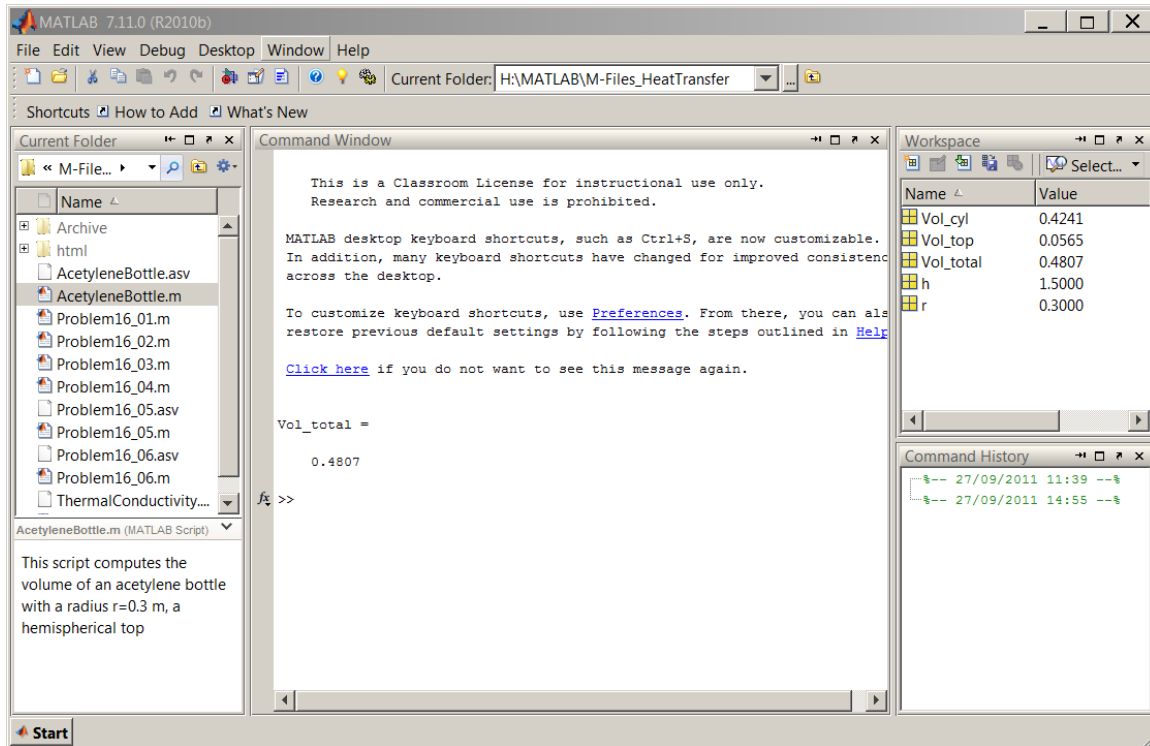 MATLAB 7.11.0 (R2010b)
File Edit View Debug Desktop Window Help
Current Folder: H:\MATLAB\M-Files_HeatTransfer
Shortcuts How to Add What's New
Current Folder
« M-File...
Name
Archive
html
AcetyleneBottle.asv
AcetyleneBottle.m
Problem16_01.m
Problem16_02.m
Problem16_03.m
Problem16_04.m
Problem16_05.asv
Problem16_05.m
Problem16_06.asv
Problem16_06.m
ThermalConductivity....
AcetyleneBottle.m (MATLAB Script)
This script computes the
volume of an acetylene bottle
with a radius r=0.3 m, a
hemispherical top
Command Window
This is a Classroom License for instructional use only.
Research and commercial use is prohibited.
MATLAB desktop keyboard shortcuts, such as Ctrl+S, are now customizable.
In addition, many keyboard shortcuts have changed for improved consistenc
across the desktop.
To customize keyboard shortcuts, use Preferences. From there, you can als
restore previous default settings by following the steps outlined in Help
Click here if you do not want to see this message again.
Vol_total =
0.4807
fx >>
Workspace
Select...
Name Value
Vol_cyl 0.4241
Vol_top 0.0565
Vol_total 0.4807
h 1.5000
r 0.3000
Command History
%-- 27/09/2011 11:39 --%
%-- 27/09/2011 14:55 --%
Start